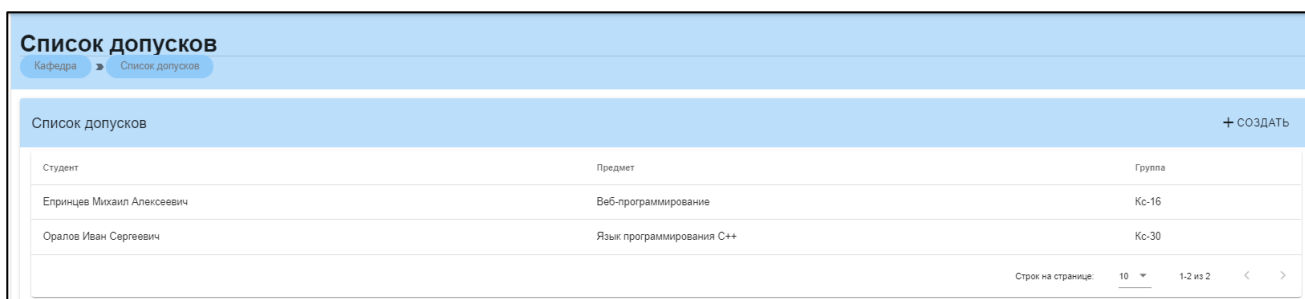 Список допусков
Кафедра Список допусков
Список допусков + СОЗДАТЬ
Студент Предмет Группа
Епринцев Михаил Алексеевич Веб-программирование Кс-16
Оралов Иван Сергеевич Язык программирования С++ Кс-30
Строк на странице: 10 1-2 из 2